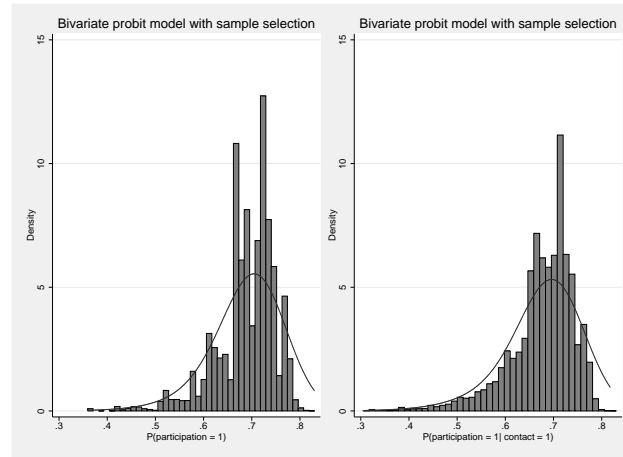 Bivariate probit model with sample selection
15
10
5
0
Density
.3 .4 .5 .6 .7 .8
P(participation = 1)
Bivariate probit model with sample selection
15
10
5
0
Density
.3 .4 .5 .6 .7 .8
P(participation = 1| contact = 1)